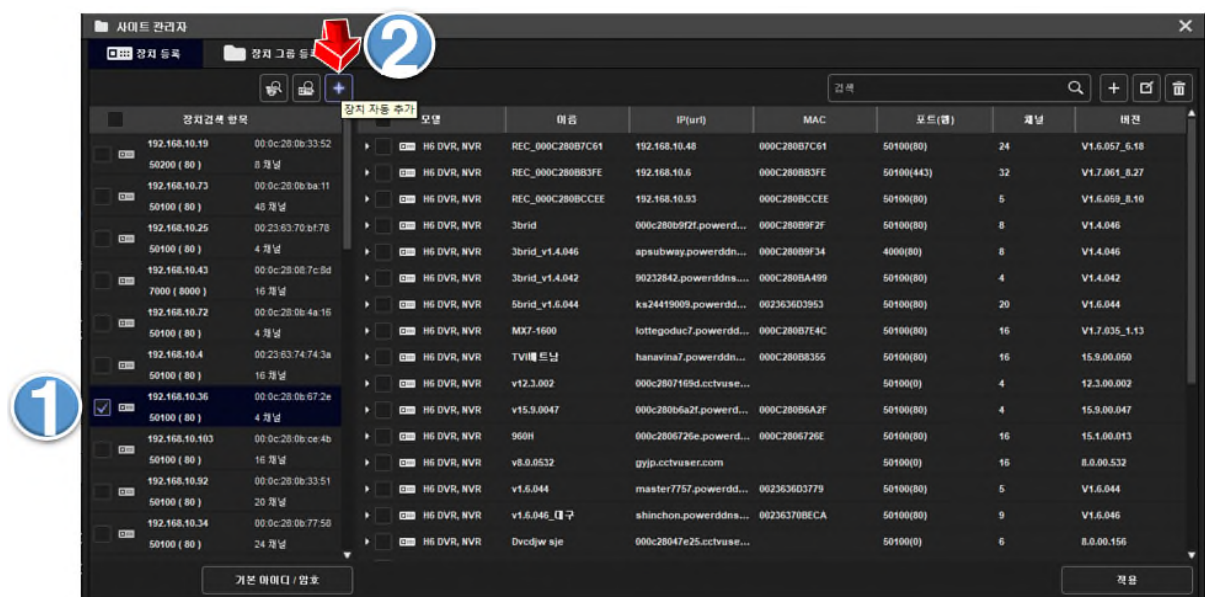 사이트 관리자
장치 등록 장치 그룹 등록
2
검색
장치 자동 추가
장치검색 항목
모델 이름 IP(url) MAC 포트(웹) 채널 버전
192.168.10.19 00:0c:28:0b:33:52
50200 ( 80 ) 8 채널
192.168.10.73 00:0c:28:0b:ba:11
50100 ( 80 ) 48 채널
192.168.10.25 00:23:63:70:bf:78
50100 ( 80 ) 4 채널
192.168.10.43 00:0c:28:08:7c:8d
7000 ( 8000 ) 16 채널
192.168.10.72 00:0c:28:0b:4a:16
50100 ( 80 ) 4 채널
192.168.10.4 00:23:63:74:74:3a
50100 ( 80 ) 16 채널
1
192.168.10.36 00:0c:28:0b:67:2e
50100 ( 80 ) 4 채널
192.168.10.103 00:0c:28:0b:ce:4b
50100 ( 80 ) 16 채널
192.168.10.92 00:0c:28:0b:33:51
50100 ( 80 ) 20 채널
192.168.10.34 00:0c:28:0b:77:58
50100 ( 80 ) 24 채널
H6 DVR, NVR REC_000C280B7C61 192.168.10.48 000C280B7C61 50100(80) 24 V1.6.057_6.18
H6 DVR, NVR REC_000C280BB3FE 192.168.10.6 000C280BB3FE 50100(443) 32 V1.7.061_8.27
H6 DVR, NVR REC_000C280BCCEE 192.168.10.93 000C280BCCEE 50100(80) 5 V1.6.059_8.10
H6 DVR, NVR 3brid 000c280b9f2f.powerd... 000C280B9F2F 50100(80) 8 V1.4.046
H6 DVR, NVR 3brid_v1.4.046 apsubway.powerddn... 000C280B9F34 4000(80) 8 V1.4.046
H6 DVR, NVR 3brid_v1.4.042 90232842.powerddns.... 000C280BA499 50100(80) 4 V1.4.042
H6 DVR, NVR 5brid_v1.6.044 ks24419009.powerdd... 0023636D3953 50100(80) 20 V1.6.044
H6 DVR, NVR MX7-1600 lottegoduc7.powerdd... 000C280B7E4C 50100(80) 16 V1.7.035_1.13
H6 DVR, NVR TVI베트남 hanavina7.powerddn... 000C280B8355 50100(80) 16 15.9.00.050
H6 DVR, NVR v12.3.002 000c2807169d.cctvuse... 50100(0) 4 12.3.00.002
H6 DVR, NVR v15.9.0047 000c280b6a2f.powerd... 000C280B6A2F 50100(80) 4 15.9.00.047
H6 DVR, NVR 960H 000c2806726e.powerd... 000C2806726E 50100(80) 16 15.1.00.013
H6 DVR, NVR v8.0.0532 gyjp.cctvuser.com 50100(0) 16 8.0.00.532
H6 DVR, NVR v1.6.044 master7757.powerdd... 0023636D3779 50100(80) 5 V1.6.044
H6 DVR, NVR v1.6.046_대구 shinchon.powerddns... 00236370BECA 50100(80) 9 V1.6.046
H6 DVR, NVR Dvcdjw sje 000c28047e25.cctvuse... 50100(0) 6 8.0.00.156
기본 아이디 / 암호 적용